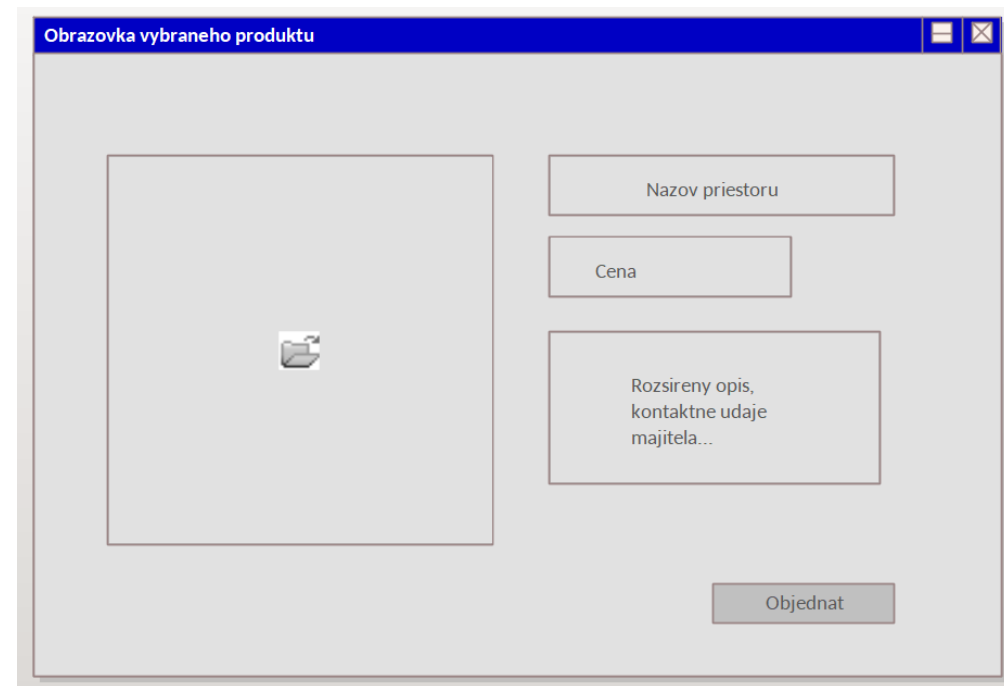 Obrazovka vybraneho produktu
Nazov priestoru
Cena
Rozsireny opis,
kontaktne udaje
majitela...
Objednat